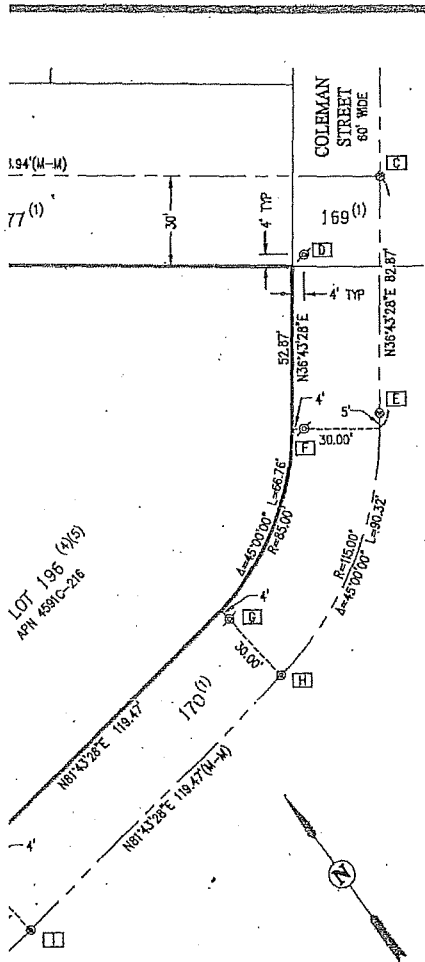 COLEMAN
STREET
60' WIDE
3.94'(M-M)
C
77 (1)
30'
4' TYP
169(1)
D
4' TYP
N36°43'28"E 82.87'
52.87'
N36°43'28"E
E
5'
4'
30.00'
F
Δ=45°00'00" L=66.76'
R=85.00'
R=115.00'
Δ=45°00'00" L=90.32'
LOT 196 (4)(5)
APN 4591C-216
4'
G
30.00'
H
170(1)
N81°43'28"E 119.47'
N81°43'28"E 119.47'(M-M)
4'
N
I